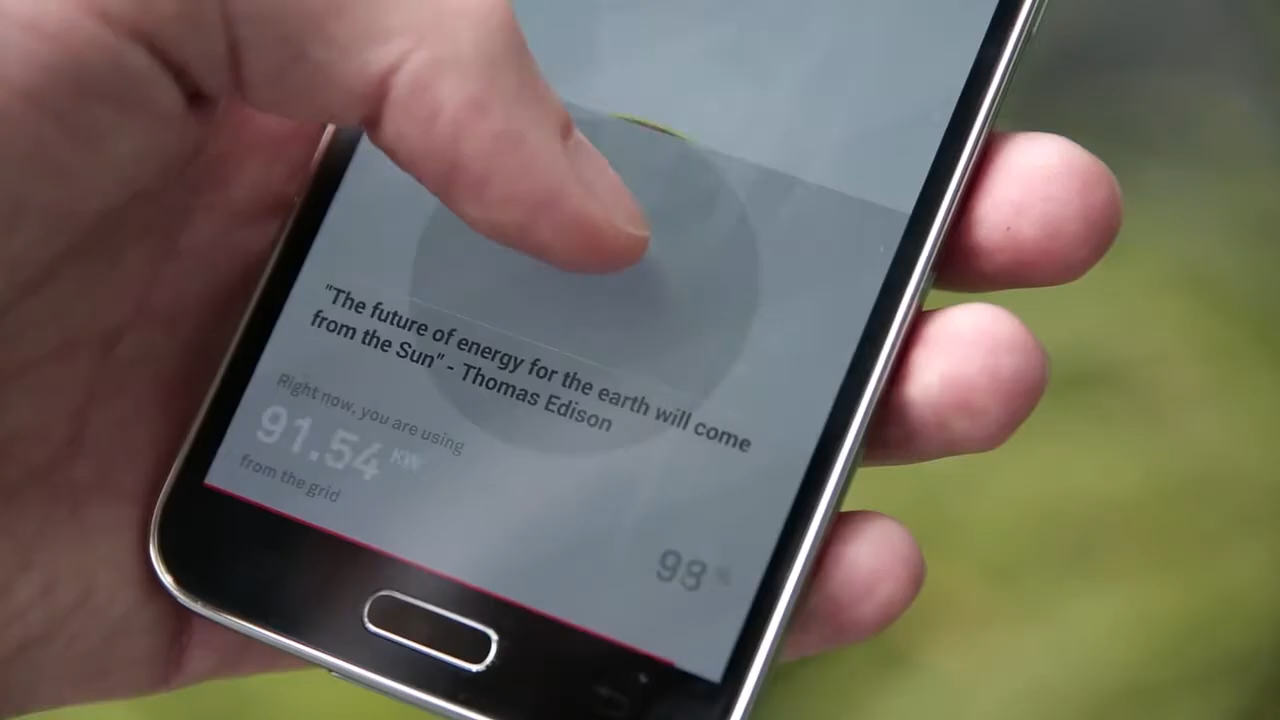 "The future of energy for the earth will come
from the Sun" - Thomas Edison
Right now, you are using
91.54 KW
from the grid
98 %